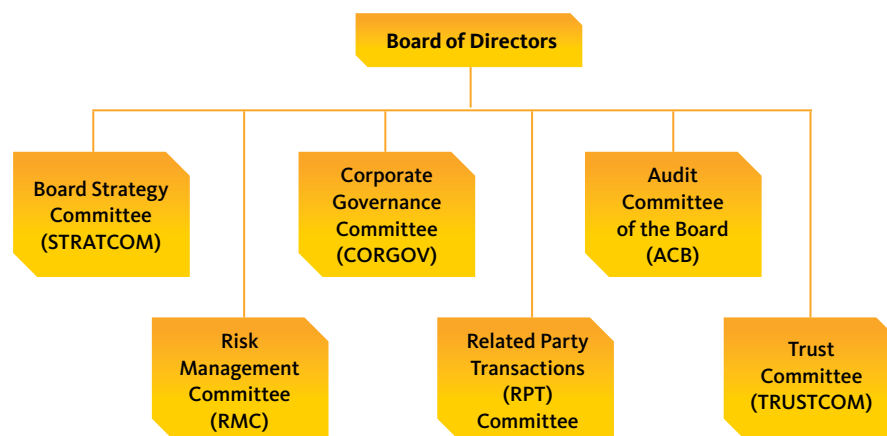 Board of Directors
Board Strategy
Committee
(STRATCOM)
Corporate
Governance
Committee
(CORGOV)
Audit
Committee
of the Board
(ACB)
Risk
Management
Committee
(RMC)
Related Party
Transactions
(RPT)
Committee
Trust
Committee
(TRUSTCOM)